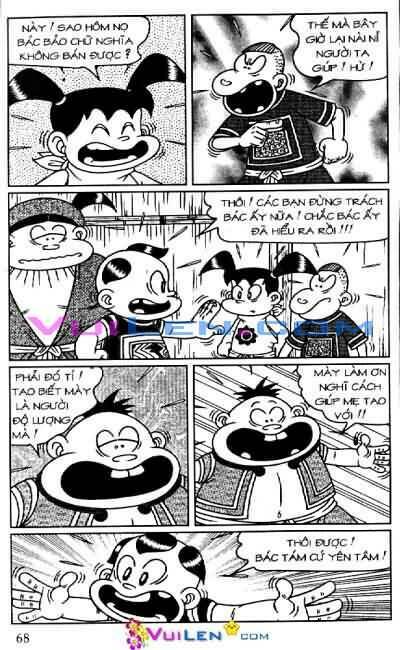 NÀY! SAO HÔM NỌ
BÁC BẢO CHỮ NGHĨA
KHÔNG BÁN ĐƯỢC?
THẾ MÀ BÂY
GIỜ LẠI NÀI NỈ
NGƯỜI TA
GIÚP! HỪ!
THÔI! CÁC BẠN ĐỪNG TRÁCH
BÁC ẤY NỮA! CHẮC BÁC ẤY
ĐÃ HIỂU RA RỒI!!!
VUILEN.COM
PHẢI ĐÓ TÍ!
TAO BIẾT MÀY
LÀ NGƯỜI
ĐỘ LƯỢNG
MÀ!
MÀY LÀM ƠN
NGHĨ CÁCH
GIÚP MẸ TAO
VỚI!!
THÔI ĐƯỢC!
BÁC TÁM CỨ YÊN TÂM!
68
VUILEN.COM